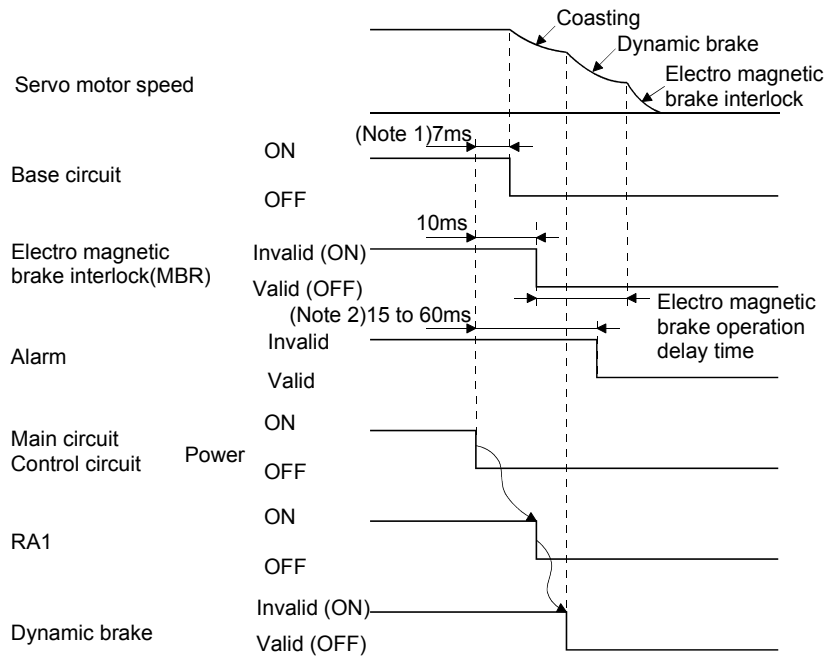 Coasting
Dynamic brake
Electro magnetic
brake interlock
Servo motor speed
(Note 1)7ms
ON
Base circuit
OFF
10ms
Electro magnetic
brake interlock(MBR)
Invalid (ON)
Valid (OFF)
Electro magnetic
brake operation
delay time
(Note 2)15 to 60ms
Invalid
Alarm
Valid
ON
Main circuit
Control circuit
Power
OFF
ON
RA1
OFF
Invalid (ON)
Dynamic brake
Valid (OFF)